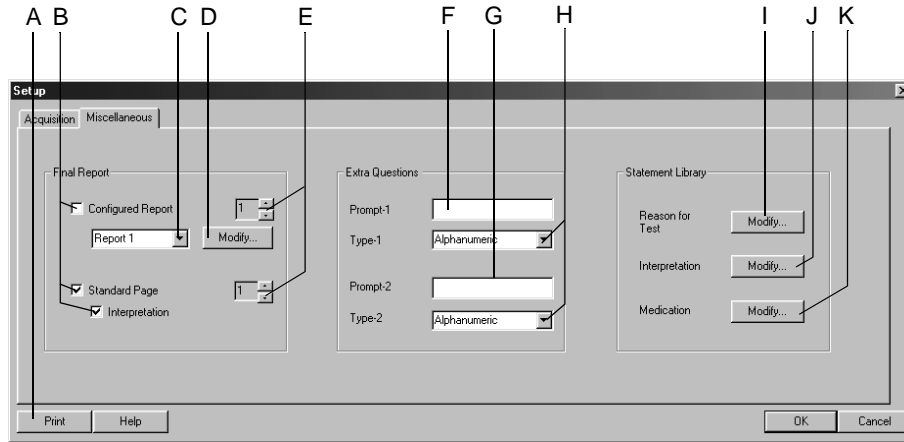 A B C D E F G H I J K
Setup
Acquisition Miscellaneous
Final Report
Configured Report 1
Report 1 Modify...
Standard Page 1
Interpretation
Extra Questions
Prompt-1
Type-1 Alphanumeric
Prompt-2
Type-2 Alphanumeric
Statement Library
Reason for
Test Modify...
Interpretation Modify...
Medication Modify...
Print Help OK Cancel